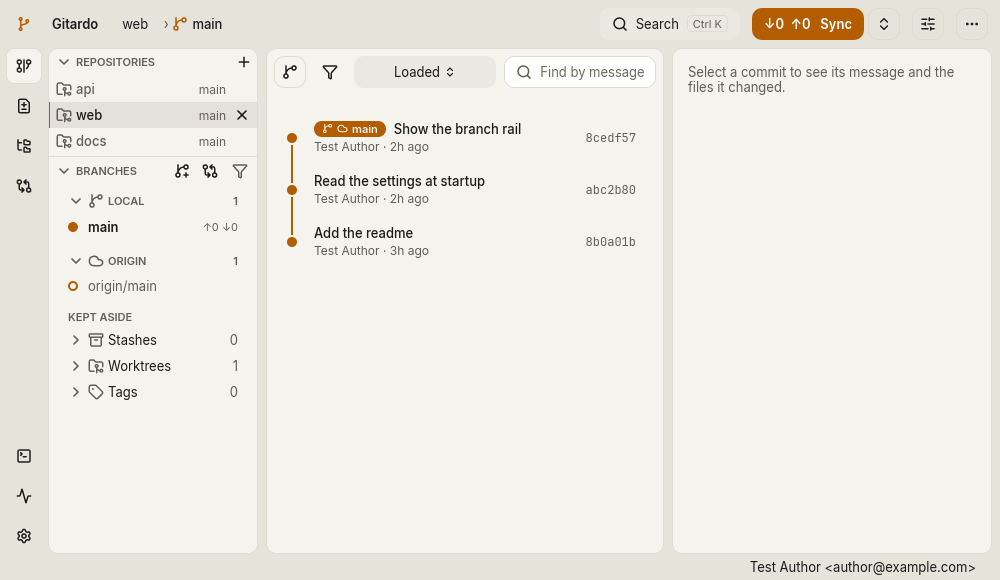 Gitardo web main Search Ctrl K ↓0 ↑0 Sync
REPOSITORIES
api main
web main
docs main
BRANCHES
LOCAL 1
main ↑0 ↓0
ORIGIN 1
origin/main
KEPT ASIDE
Stashes 0
Worktrees 1
Tags 0
Loaded Find by message
main Show the branch rail 8cedf57
Test Author · 2h ago
Read the settings at startup abc2b80
Test Author · 2h ago
Add the readme 8b0a01b
Test Author · 3h ago
Select a commit to see its message and the
files it changed.
Test Author <author@example.com>